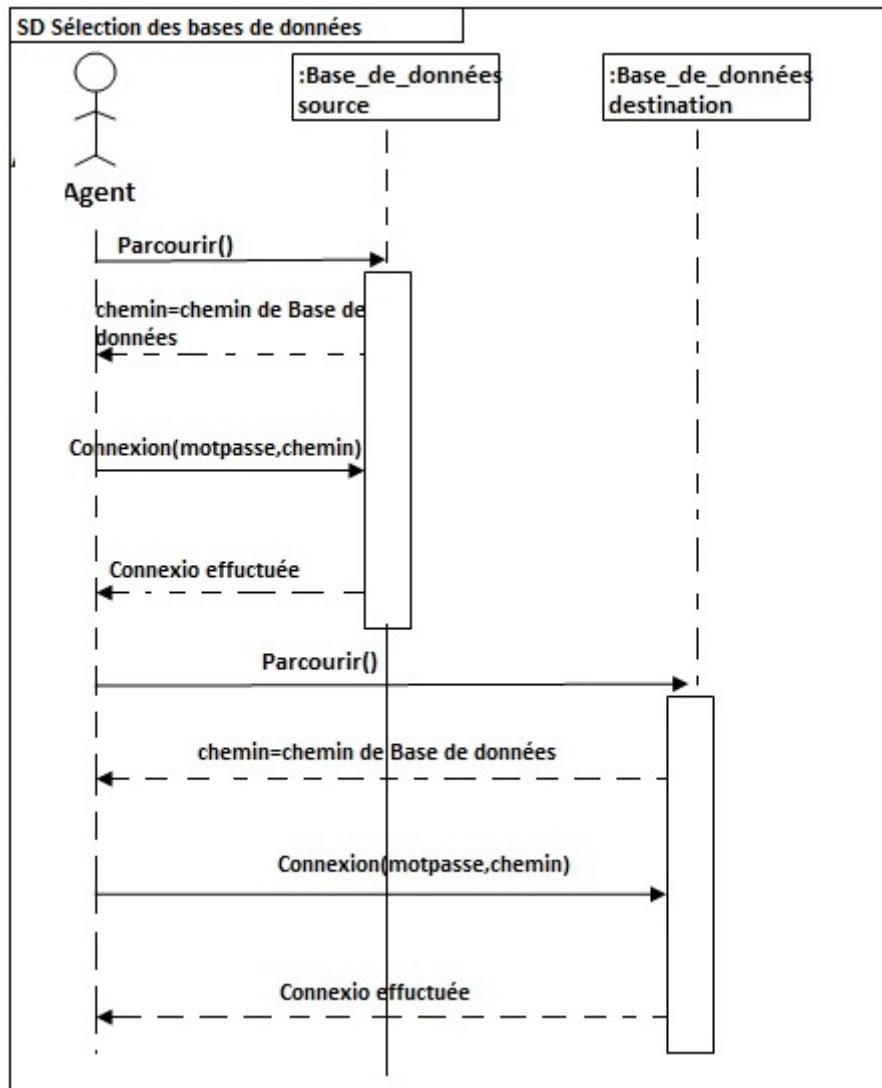 SD Sélection des bases de données
:Base_de_données
source
:Base_de_données
destination
Agent
Parcourir()
chemin=chemin de Base de
données
Connexion(motpasse,chemin)
Connexio effuctuée
Parcourir()
chemin=chemin de Base de données
Connexion(motpasse,chemin)
Connexio effuctuée